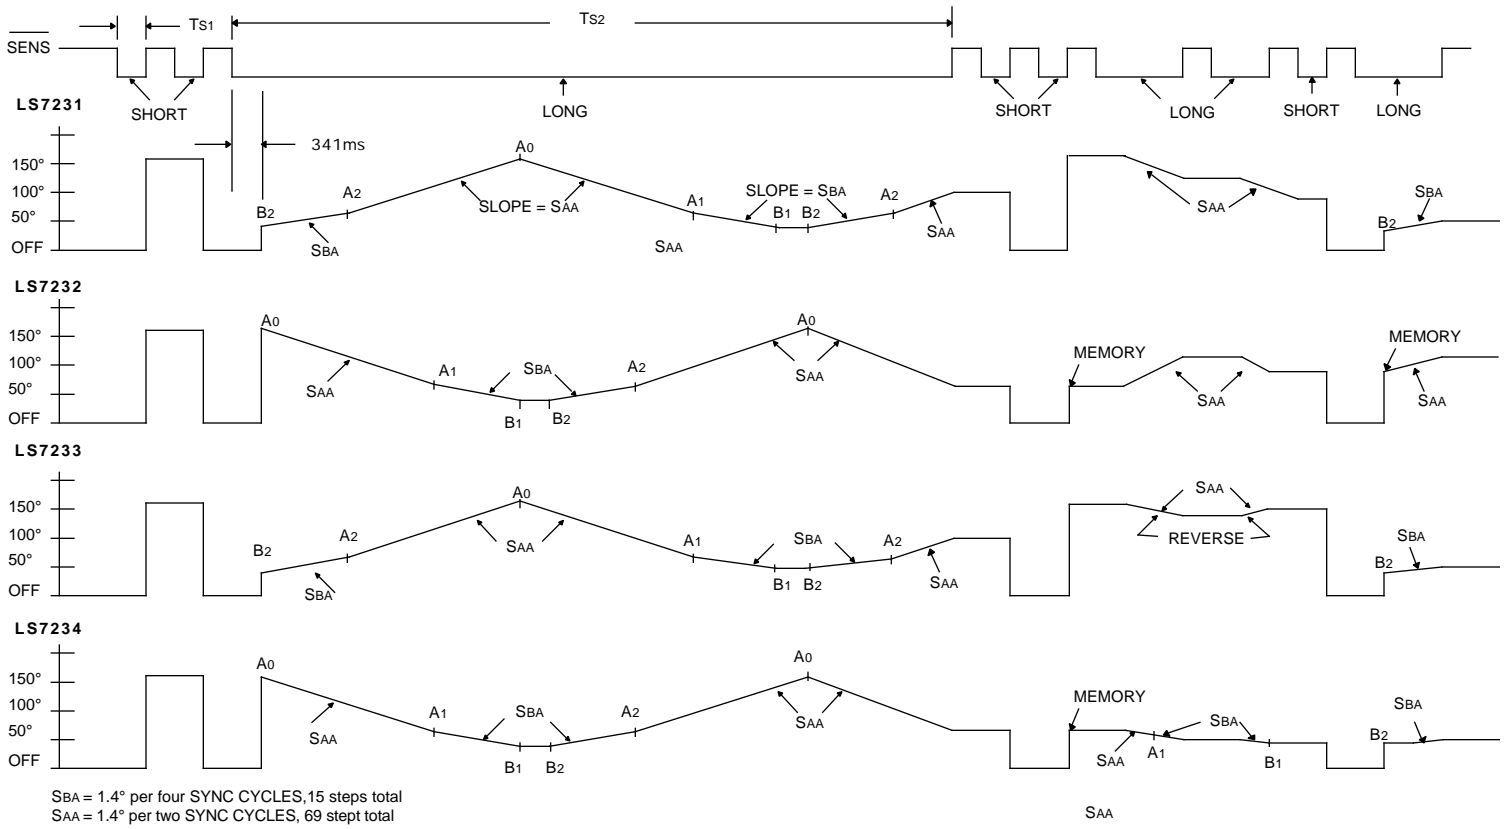 TS1
TS2
SENS
SHORT
LONG
SHORT
LONG
SHORT
LONG
LS7231
341ms
150°
100°
50°
OFF
B2
SBA
A2
SLOPE = SAA
A0
A1
SAA
SLOPE = SBA
B1
B2
A2
SAA
SAA
B2
SBA
LS7232
150°
100°
50°
OFF
A0
SAA
A1
SBA
B1
B2
A2
A0
SAA
MEMORY
SAA
MEMORY
SAA
LS7233
150°
100°
50°
OFF
B2
SBA
A2
A0
SAA
A1
SBA
B1
B2
A2
SAA
SAA
REVERSE
B2
SBA
LS7234
150°
100°
50°
OFF
A0
SAA
A1
SBA
B1
B2
A2
A0
SAA
MEMORY
SAA
A1
SBA
B1
B2
SBA
SAA
SBA = 1.4° per four SYNC CYCLES,15 steps total
SAA = 1.4° per two SYNC CYCLES, 69 stept total